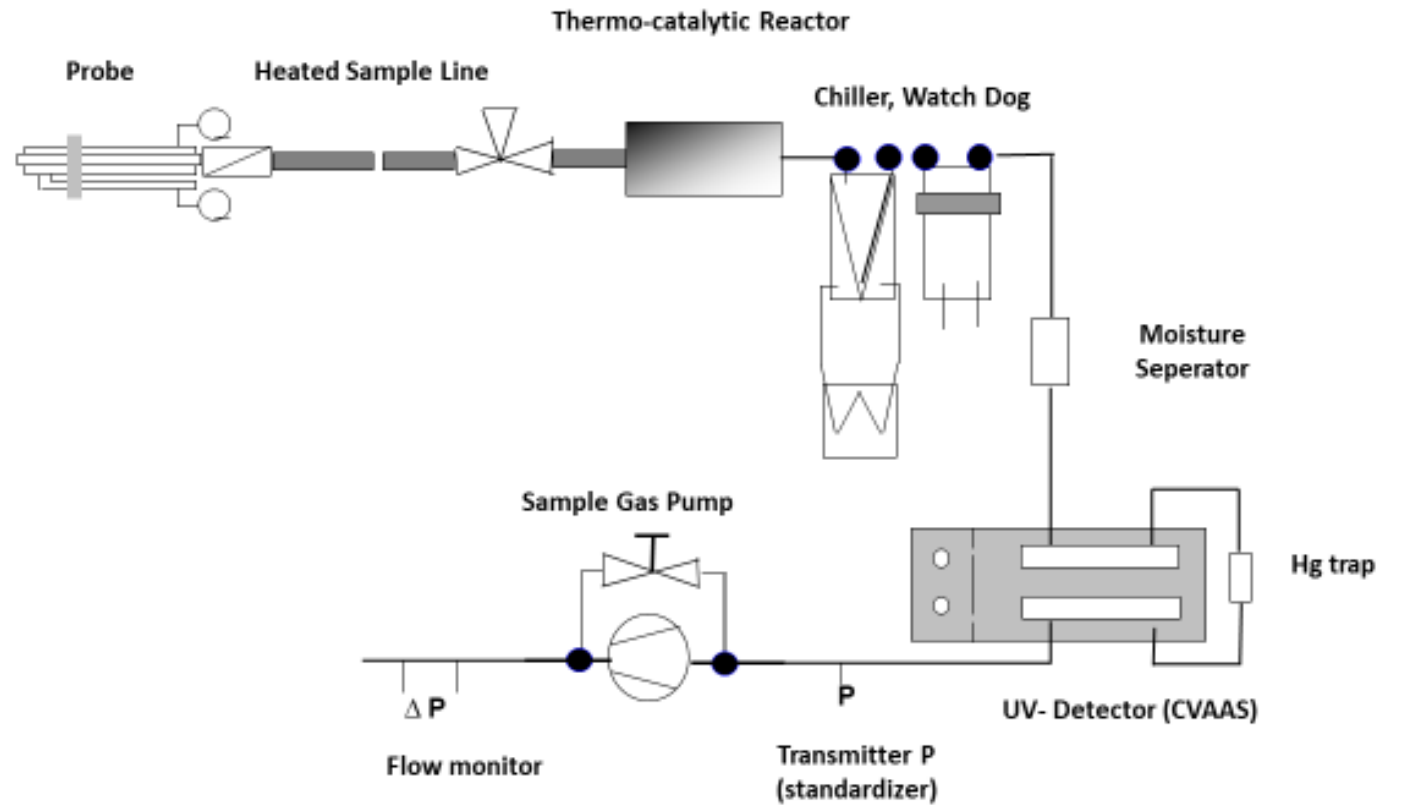 Thermo-catalytic Reactor
Probe
Heated Sample Line
Chiller, Watch Dog
Moisture
Seperator
Sample Gas Pump
Hg trap
Δ P
P
UV- Detector (CVAAS)
Flow monitor
Transmitter P
(standardizer)